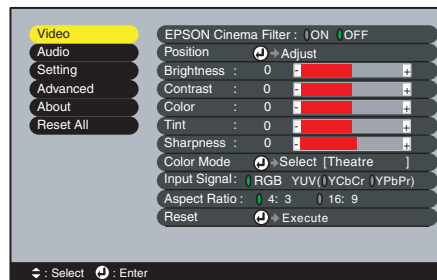 Video
Audio
Setting
Advanced
About
Reset All
EPSON Cinema Filter : ON OFF
Position Adjust
Brightness : 0 - +
Contrast : 0 - +
Color : 0 - +
Tint : 0 - +
Sharpness : 0 - +
Color Mode Select [Theatre ]
Input Signal: RGB YUV( YCbCr YPbPr)
Aspect Ratio : 4: 3 16: 9
Reset Execute
: Select : Enter